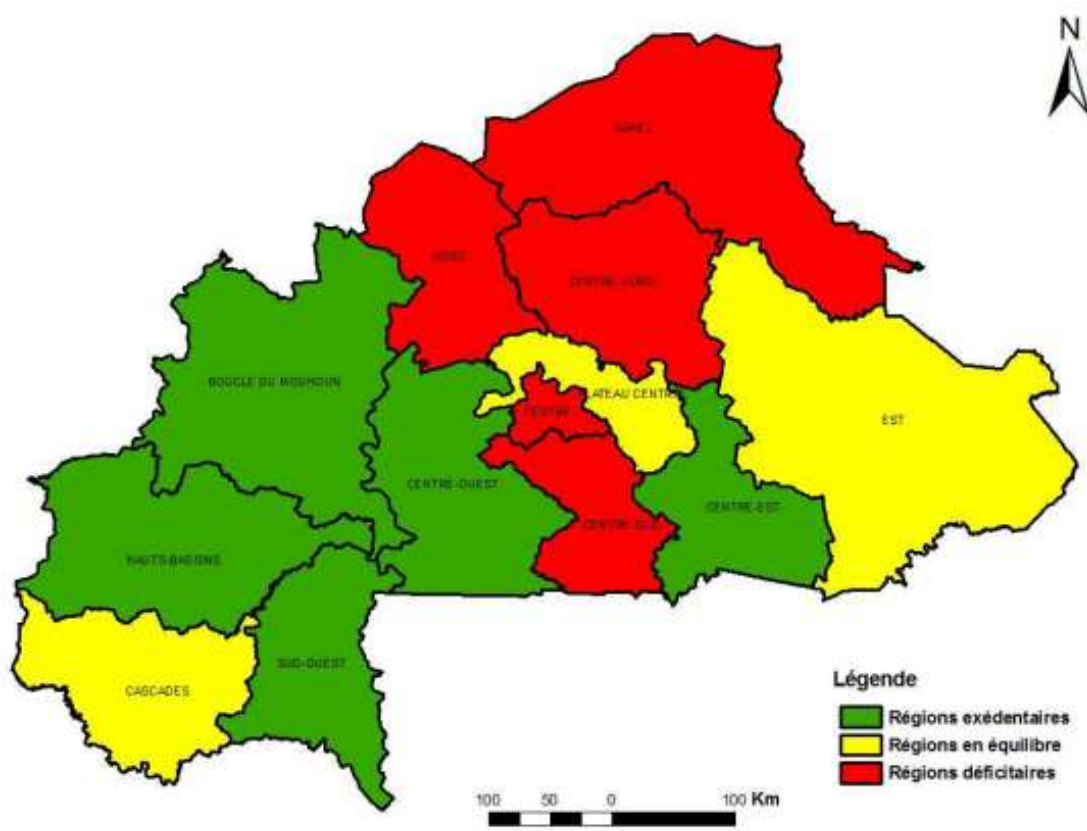 N
SAHEL
NORD
CENTRE-NORD
BOUCLE DU MOUHOUN
PLATEAU CENTR
CENTRE
EST
CENTRE-OUEST
CENTRE-EST
CENTRE-SUD
HAUTS-BASSINS
SUD-OUEST
CASCADES
Légende
Régions exédentaires
Régions en équilibre
Régions déficitaires
100 50 0 100 Km